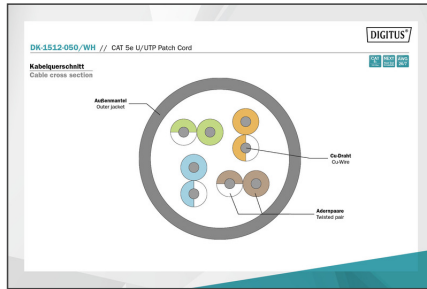 DIGITUS®
DK-1512-050/WH // CAT 5e U/UTP Patch Cord
Kabelquerschnitt
Cable cross section
Außenmantel
Outer jacket
Cu-Draht
Cu-Wire
Adernpaare
Twisted pair